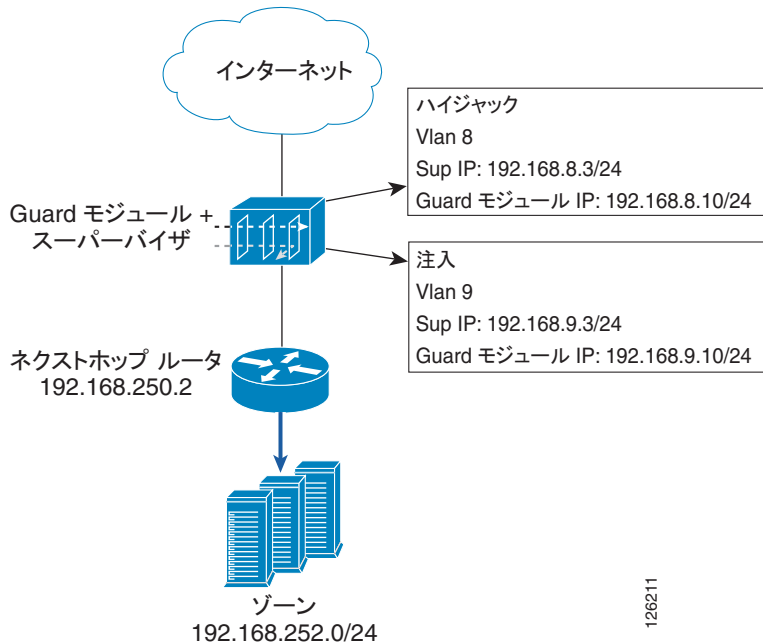 インターネット
ハイジャック
Vlan 8
Sup IP: 192.168.8.3/24
Guard モジュール IP: 192.168.8.10/24
Guard モジュール +
スーパーバイザ
注入
Vlan 9
Sup IP: 192.168.9.3/24
Guard モジュール IP: 192.168.9.10/24
ネクストホップ ルータ
192.168.250.2
ゾーン
192.168.252.0/24
126211